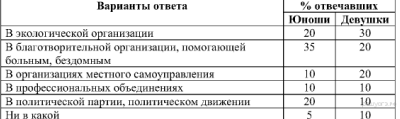 Варианты ответа % отвечавших
Юноши Девушки
В экологической организации 20 30
В благотворительной организации, помогающей 35 20
больным, бездомным
В организациях местного самоуправления 10 20
В профессиональных объединениях 10 10
В политической партии, политическом движении 20 10
Ни в какой 5 10